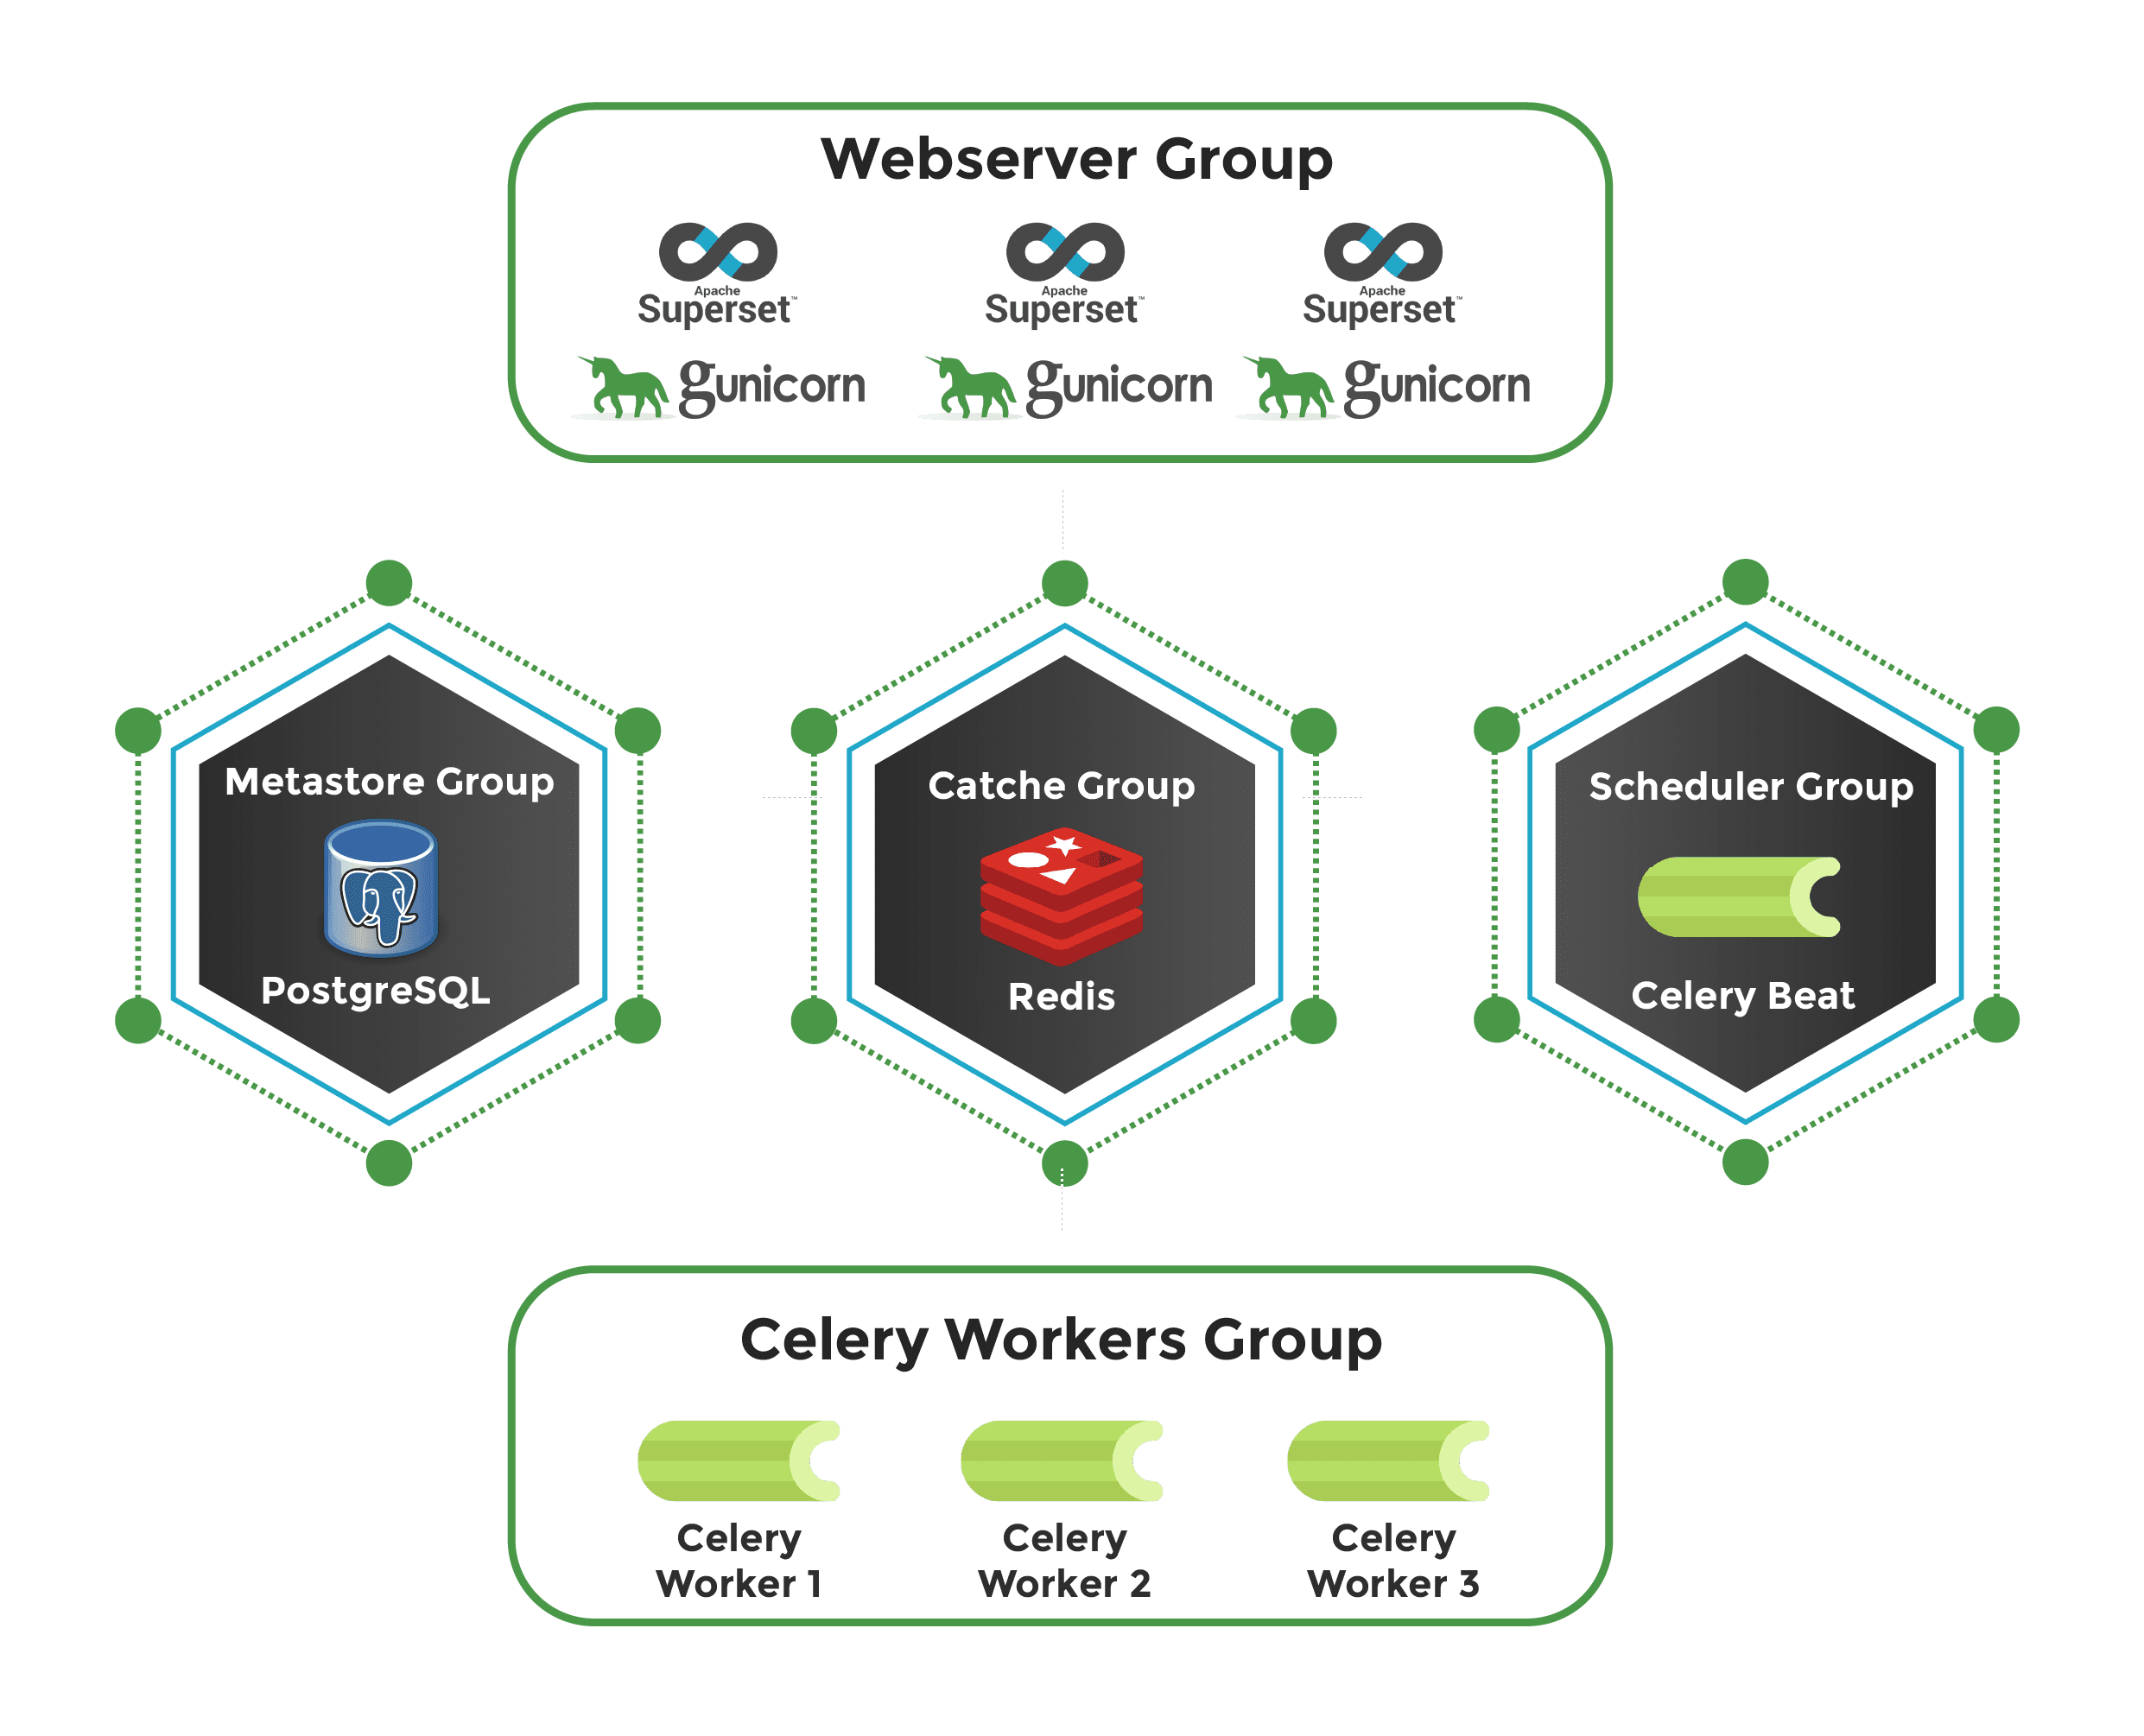 Webserver Group
Apache Apache Apache
Superset™ Superset™ Superset™
gunicorn gunicorn gunicorn
Metastore Group
PostgreSQL
Catche Group
Redis
Scheduler Group
Celery Beat
Celery Workers Group
Celery
Worker 1
Celery
Worker 2
Celery
Worker 3